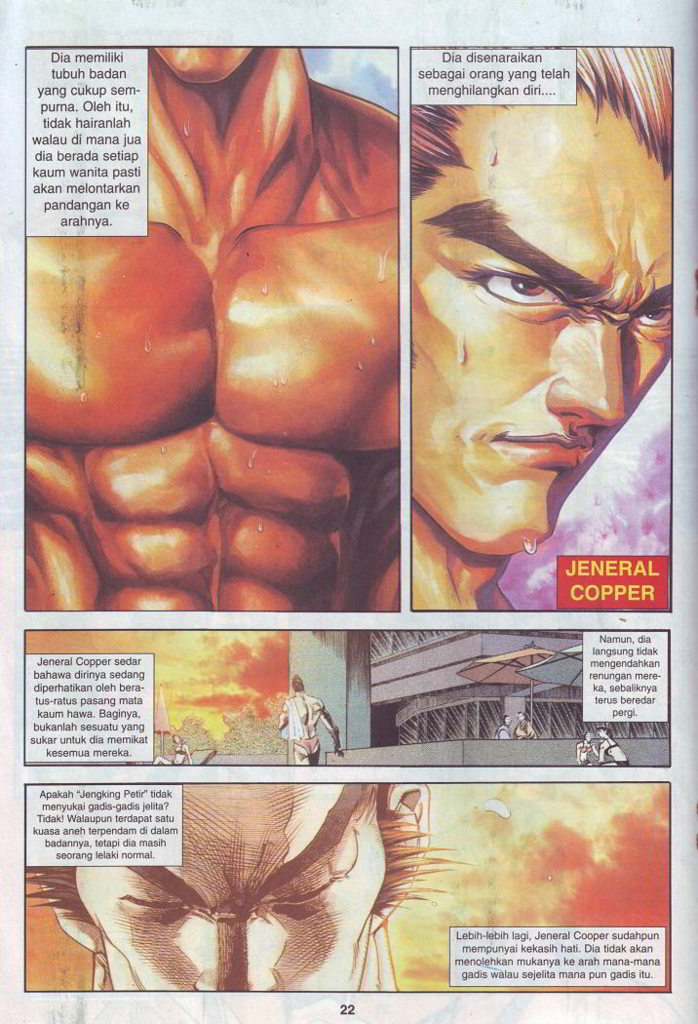 Dia memiliki
tubuh badan
yang cukup sem-
purna. Oleh itu,
tidak hairanlah
walau di mana jua
dia berada setiap
kaum wanita pasti
akan melontarkan
pandangan ke
arahnya.
Dia disenaraikan
sebagai orang yang telah
menghilangkan diri....
JENERAL
COPPER
Jeneral Copper sedar
bahawa dirinya sedang
diperhatikan oleh bera-
tus-ratus pasang mata
kaum hawa. Baginya,
bukanlah sesuatu yang
sukar untuk dia memikat
kesemua mereka.
Namun, dia
langsung tidak
mengendahkan
renungan mere-
ka, sebaliknya
terus beredar
pergi.
Apakah "Jengking Petir" tidak
menyukai gadis-gadis jelita?
Tidak! Walaupun terdapat satu
kuasa aneh terpendam di dalam
badannya, tetapi dia masih
seorang lelaki normal.
Lebih-lebih lagi, Jeneral Cooper sudahpun
mempunyai kekasih hati. Dia tidak akan
menolehkan mukanya ke arah mana-mana
gadis walau sejelita mana pun gadis itu.
22